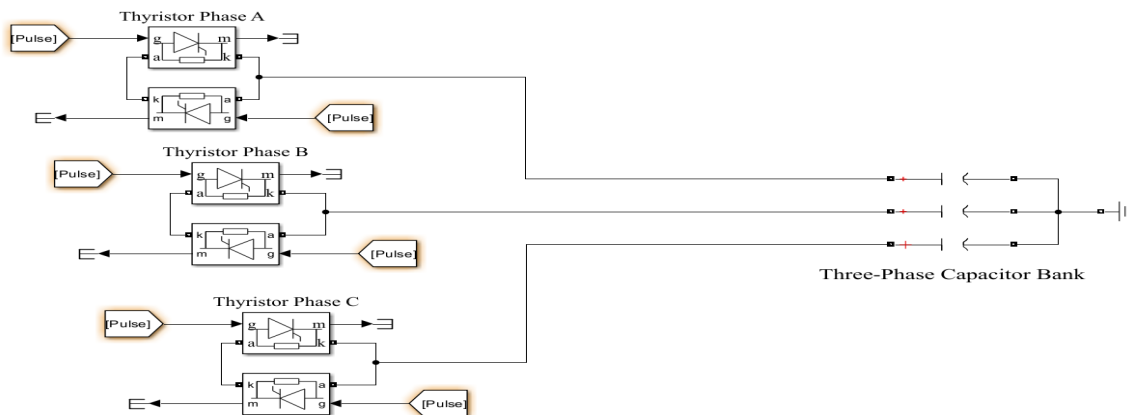 Thyristor Phase A
[Pulse]
g m
a k
k a
m g
[Pulse]
Thyristor Phase B
[Pulse]
g m
a k
k a
m g
[Pulse]
Three-Phase Capacitor Bank
Thyristor Phase C
[Pulse]
g m
a k
k a
m g
[Pulse]